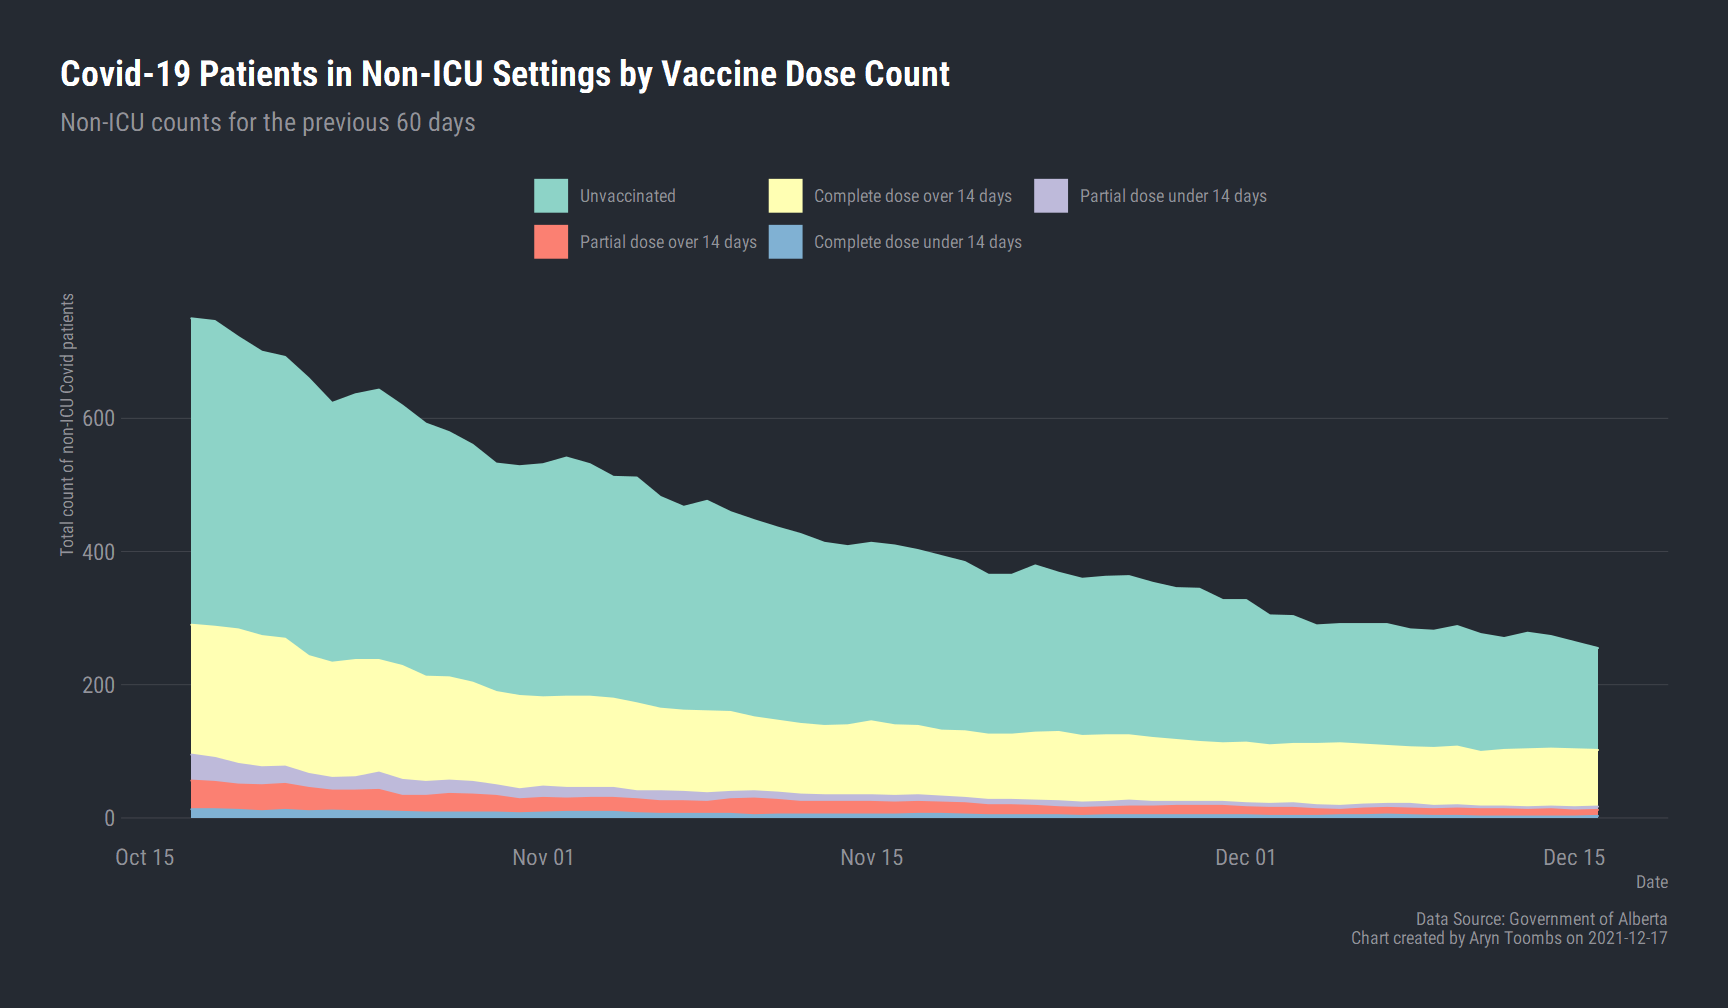 Covid-19 Patients in Non-ICU Settings by Vaccine Dose Count
Non-ICU counts for the previous 60 days
Unvaccinated
Complete dose over 14 days
Partial dose under 14 days
Partial dose over 14 days
Complete dose under 14 days
Total count of non-ICU Covid patients
600
400
200
0
Oct 15
Nov 01
Nov 15
Dec 01
Dec 15
Date
Data Source: Government of Alberta
Chart created by Aryn Toombs on 2021-12-17